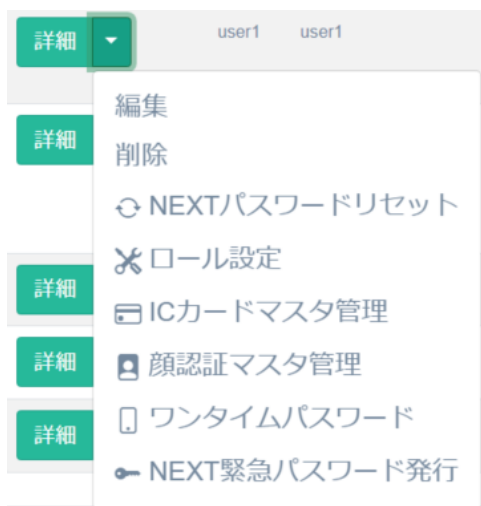 詳細 user1 user1
編集
詳細
削除
NEXTパスワードリセット
ロール設定
詳細
ICカードマスタ管理
詳細
顔認証マスタ管理
ワンタイムパスワード
詳細
NEXT緊急パスワード発行